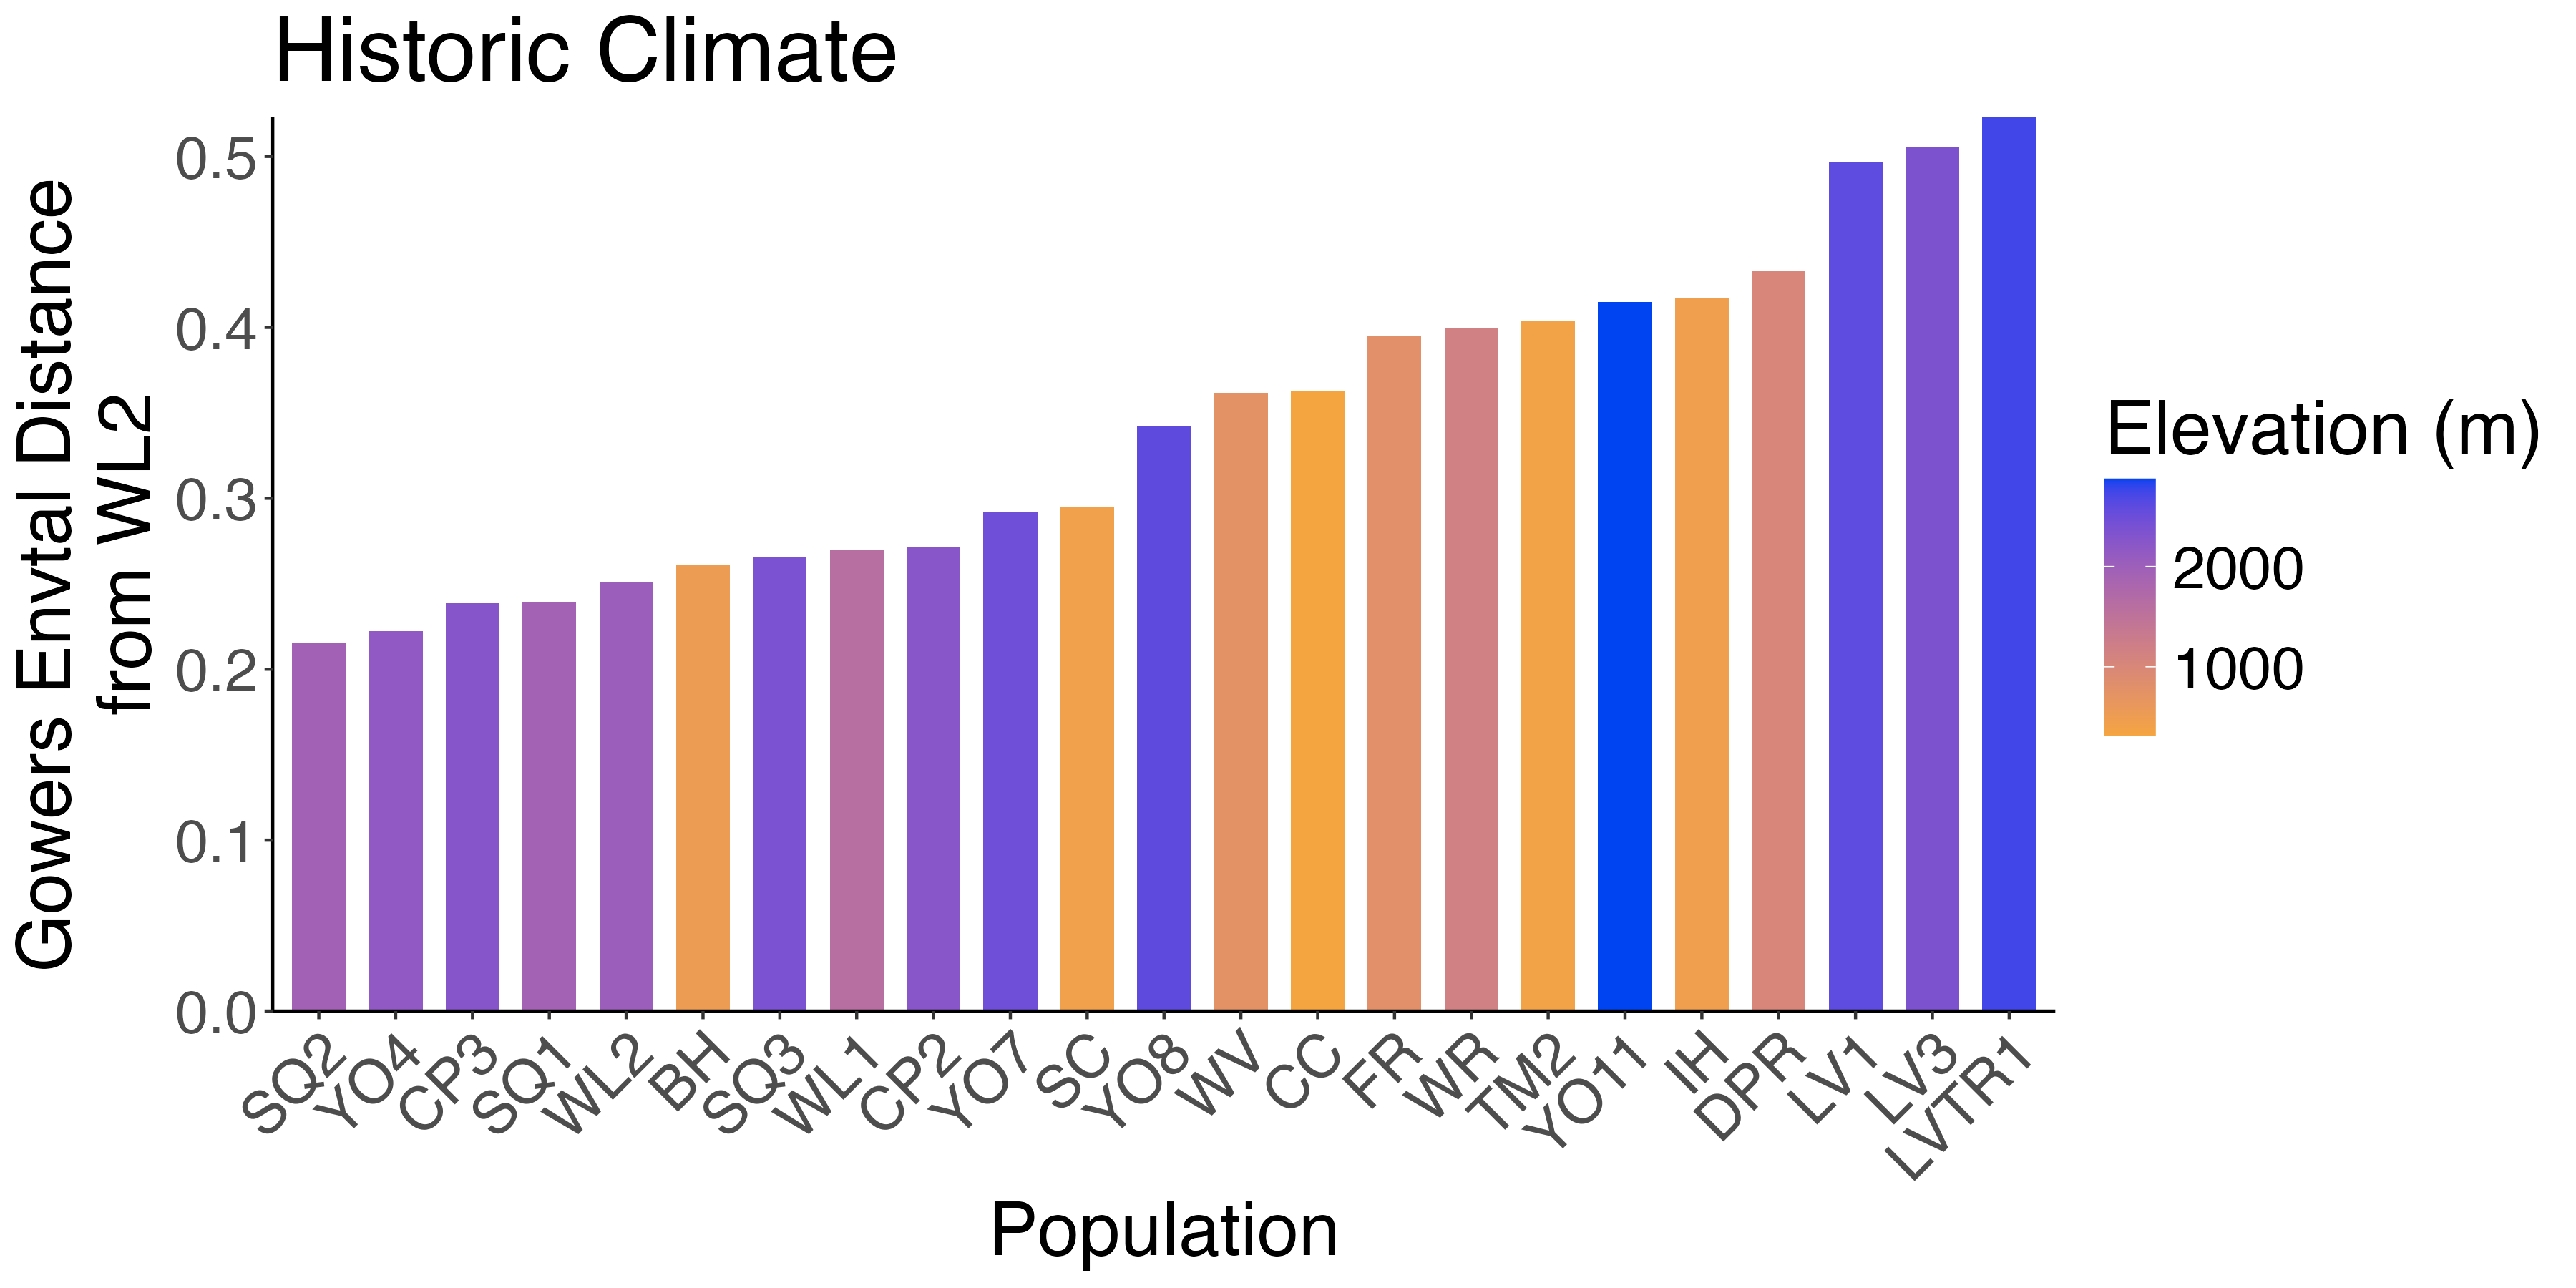 Historic Climate
Gowers Envtal Distance
from WL2
0.5
0.4
0.3
0.2
0.1
0.0
SQ2
YO4
CP3
SQ1
WL2
BH
SQ3
WL1
CP2
YO7
SC
YO8
WV
CC
FR
WR
TM2
YO11
IH
DPR
LV1
LV3
LVTR1
Population
Elevation (m)
2000
1000